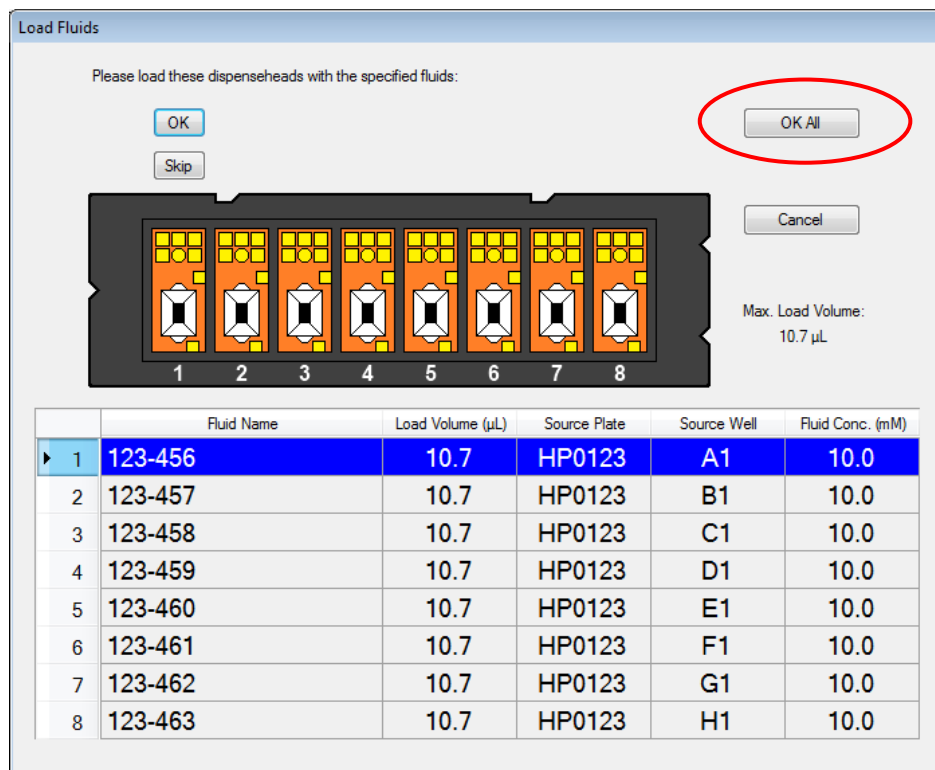 Load Fluids
Please load these dispenseheads with the specified fluids:
OK
OK All
Skip
Cancel
Max. Load Volume:
10.7 µL
1 2 3 4 5 6 7 8
Fluid Name Load Volume (µL) Source Plate Source Well Fluid Conc. (mM)
1 123-456 10.7 HP0123 A1 10.0
2 123-457 10.7 HP0123 B1 10.0
3 123-458 10.7 HP0123 C1 10.0
4 123-459 10.7 HP0123 D1 10.0
5 123-460 10.7 HP0123 E1 10.0
6 123-461 10.7 HP0123 F1 10.0
7 123-462 10.7 HP0123 G1 10.0
8 123-463 10.7 HP0123 H1 10.0